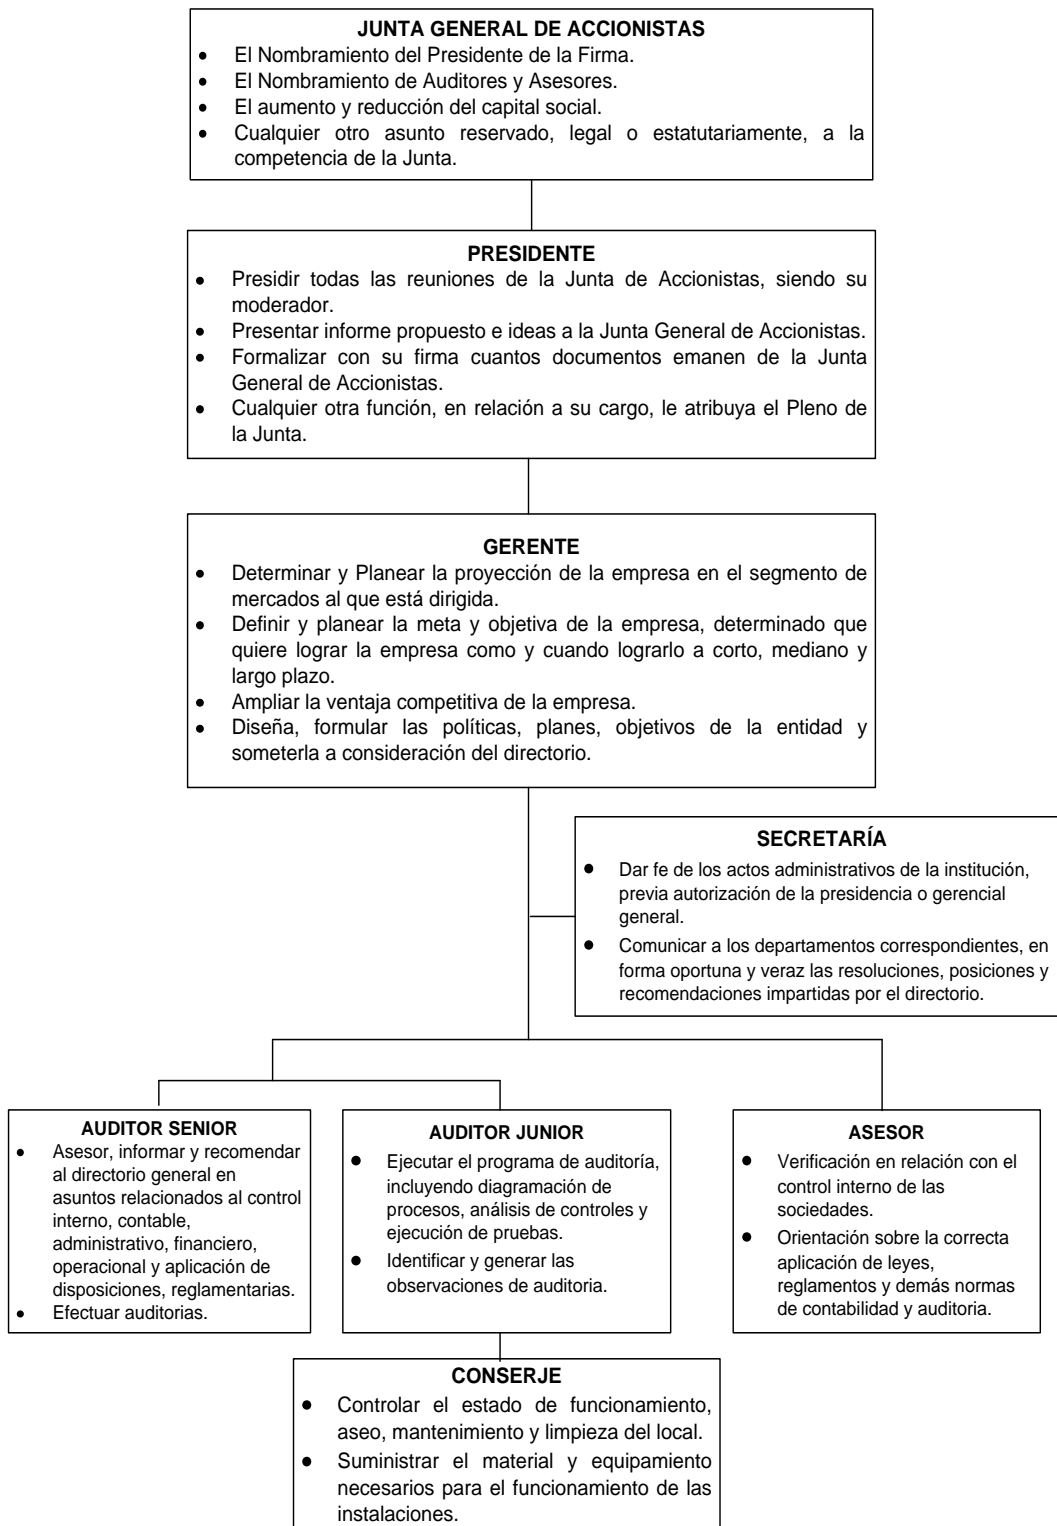 JUNTA GENERAL DE ACCIONISTAS
• El Nombramiento del Presidente de la Firma.
• El Nombramiento de Auditores y Asesores.
• El aumento y reducción del capital social.
• Cualquier otro asunto reservado, legal o estatutariamente, a la
competencia de la Junta.
PRESIDENTE
• Presidir todas las reuniones de la Junta de Accionistas, siendo su
moderador.
• Presentar informe propuesto e ideas a la Junta General de Accionistas.
• Formalizar con su firma cuantos documentos emanen de la Junta
General de Accionistas.
• Cualquier otra función, en relación a su cargo, le atribuya el Pleno de
la Junta.
GERENTE
• Determinar y Planear la proyección de la empresa en el segmento de
mercados al que está dirigida.
• Definir y planear la meta y objetiva de la empresa, determinado que
quiere lograr la empresa como y cuando lograrlo a corto, mediano y
largo plazo.
• Ampliar la ventaja competitiva de la empresa.
• Diseña, formular las políticas, planes, objetivos de la entidad y
someterla a consideración del directorio.
SECRETARÍA
• Dar fe de los actos administrativos de la institución,
previa autorización de la presidencia o gerencial
general.
• Comunicar a los departamentos correspondientes, en
forma oportuna y veraz las resoluciones, posiciones y
recomendaciones impartidas por el directorio.
AUDITOR SENIOR
• Asesor, informar y recomendar
al directorio general en
asuntos relacionados al control
interno, contable,
administrativo, financiero,
operacional y aplicación de
disposiciones, reglamentarias.
• Efectuar auditorias.
AUDITOR JUNIOR
• Ejecutar el programa de auditoría,
incluyendo diagramación de
procesos, análisis de controles y
ejecución de pruebas.
• Identificar y generar las
observaciones de auditoria.
ASESOR
• Verificación en relación con el
control interno de las
sociedades.
• Orientación sobre la correcta
aplicación de leyes,
reglamentos y demás normas
de contabilidad y auditoria.
CONSERJE
• Controlar el estado de funcionamiento,
aseo, mantenimiento y limpieza del local.
• Suministrar el material y equipamiento
necesarios para el funcionamiento de las
instalaciones.